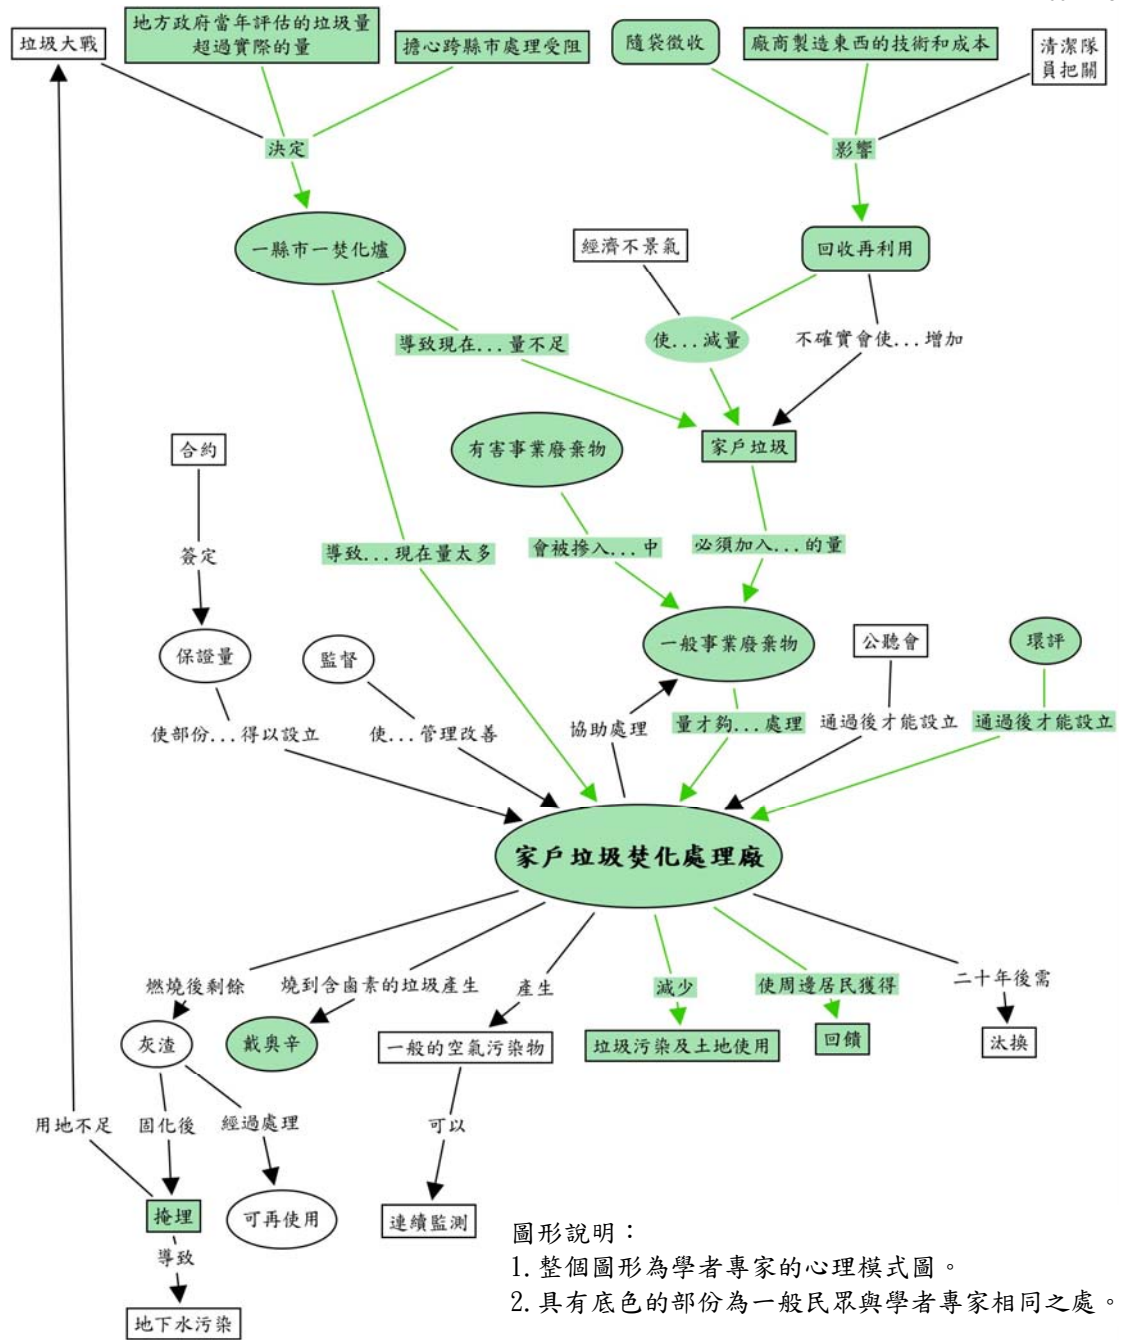 垃圾大戰
地方政府當年評估的垃圾量
超過實際的量
擔心跨縣市處理受阻
隨袋徵收
廠商製造東西的技術和成本
清潔隊
員把關
決定
影響
一縣市一焚化爐
經濟不景氣
回收再利用
導致現在...量不足
使...減量
不確實會使...增加
合約
有害事業廢棄物
家戶垃圾
簽定
導致...現在量太多
會被摻入...中
必須加入...的量
保證量
監督
一般事業廢棄物
公聽會
環評
使部份...得以設立
使...管理改善
協助處理
量才夠...處理
通過後才能設立
通過後才能設立
家戶垃圾焚化處理廠
燃燒後剩餘
燒到含鹵素的垃圾產生
產生
減少
使周邊居民獲得
二十年後需
灰渣
戴奧辛
一般的空氣污染物
垃圾污染及土地使用
回饋
汰換
用地不足
固化後
經過處理
可以
掩埋
可再使用
連續監測
導致
地下水污染
圖形說明：
1. 整個圖形為學者專家的心理模式圖。
2. 具有底色的部份為一般民眾與學者專家相同之處。